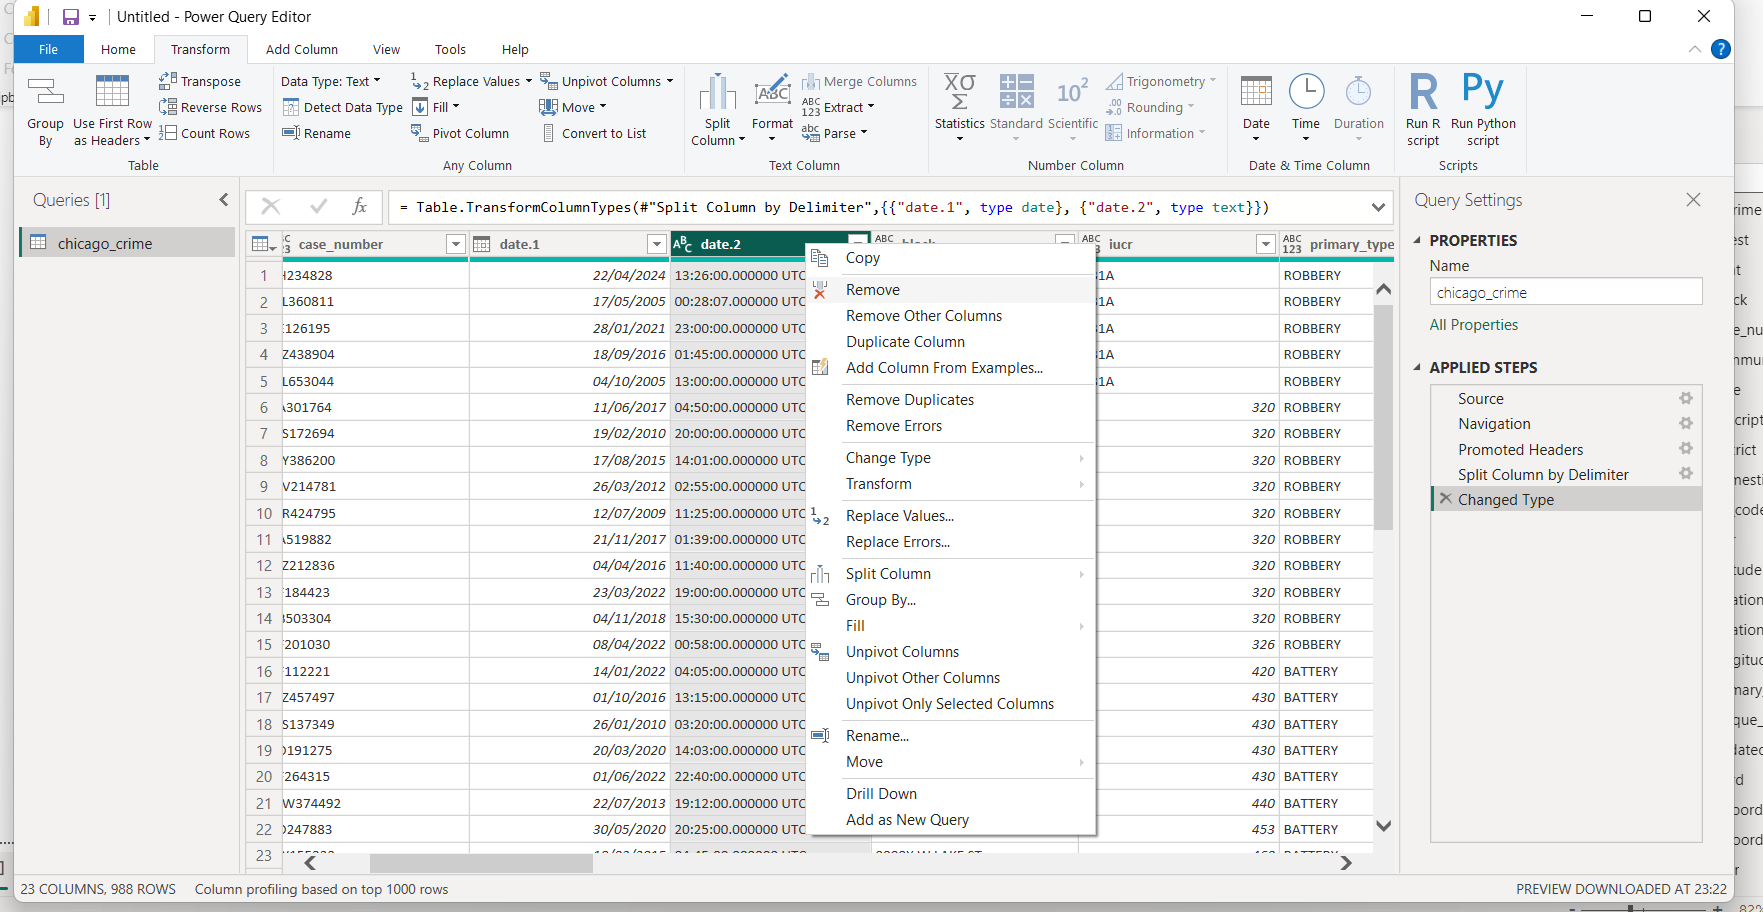 Untitled - Power Query Editor
File Home Transform Add Column View Tools Help
Group By
Use First Row as Headers
Transpose
Reverse Rows
Count Rows
Table
Data Type: Text
Detect Data Type
Rename
Replace Values
Fill
Pivot Column
Unpivot Columns
Move
Convert to List
Any Column
Split Column
Format
Merge Columns
Extract
Parse
Text Column
Statistics
Standard
Scientific
Trigonometry
Rounding
Information
Number Column
Date
Time
Duration
Date & Time Column
Run R script
Run Python script
Scripts
Queries [1]
chicago_crime
= Table.TransformColumnTypes(#"Split Column by Delimiter",{{"date.1", type date}, {"date.2", type text}})
case_number date.1 date.2 iucr primary_type
1 234828 22/04/2024 13:26:00.000000 UTC 1A ROBBERY
2 L360811 17/05/2005 00:28:07.000000 UTC 1A ROBBERY
3 126195 28/01/2021 23:00:00.000000 UTC 1A ROBBERY
4 Z438904 18/09/2016 01:45:00.000000 UTC 1A ROBBERY
5 L653044 04/10/2005 13:00:00.000000 UTC 1A ROBBERY
6 301764 11/06/2017 04:50:00.000000 UTC 320 ROBBERY
7 S172694 19/02/2010 20:00:00.000000 UTC 320 ROBBERY
8 Y386200 17/08/2015 14:01:00.000000 UTC 320 ROBBERY
9 V214781 26/03/2012 02:55:00.000000 UTC 320 ROBBERY
10 R424795 12/07/2009 11:25:00.000000 UTC 320 ROBBERY
11 519882 21/11/2017 01:39:00.000000 UTC 320 ROBBERY
12 Z212836 04/04/2016 11:40:00.000000 UTC 320 ROBBERY
13 184423 23/03/2022 19:00:00.000000 UTC 320 ROBBERY
14 503304 04/11/2018 15:30:00.000000 UTC 320 ROBBERY
15 201030 08/04/2022 00:58:00.000000 UTC 326 ROBBERY
16 112221 14/01/2022 04:05:00.000000 UTC 420 BATTERY
17 Z457497 01/10/2016 13:15:00.000000 UTC 430 BATTERY
18 S137349 26/01/2010 03:20:00.000000 UTC 430 BATTERY
19 191275 20/03/2020 14:03:00.000000 UTC 430 BATTERY
20 264315 01/06/2022 22:40:00.000000 UTC 430 BATTERY
21 W374492 22/07/2013 19:12:00.000000 UTC 440 BATTERY
22 247883 30/05/2020 20:25:00.000000 UTC 453 BATTERY
23
Copy
Remove
Remove Other Columns
Duplicate Column
Add Column From Examples...
Remove Duplicates
Remove Errors
Change Type
Transform
Replace Values...
Replace Errors...
Split Column
Group By...
Fill
Unpivot Columns
Unpivot Other Columns
Unpivot Only Selected Columns
Rename...
Move
Drill Down
Add as New Query
Query Settings
PROPERTIES
Name
chicago_crime
All Properties
APPLIED STEPS
Source
Navigation
Promoted Headers
Split Column by Delimiter
Changed Type
23 COLUMNS, 988 ROWS Column profiling based on top 1000 rows
PREVIEW DOWNLOADED AT 23:22